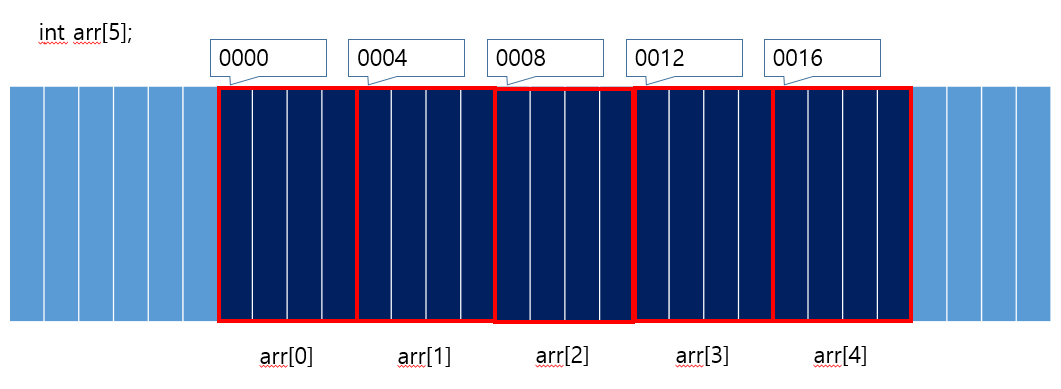 int arr[5];
0000
0004
0008
0012
0016
arr[0]
arr[1]
arr[2]
arr[3]
arr[4]